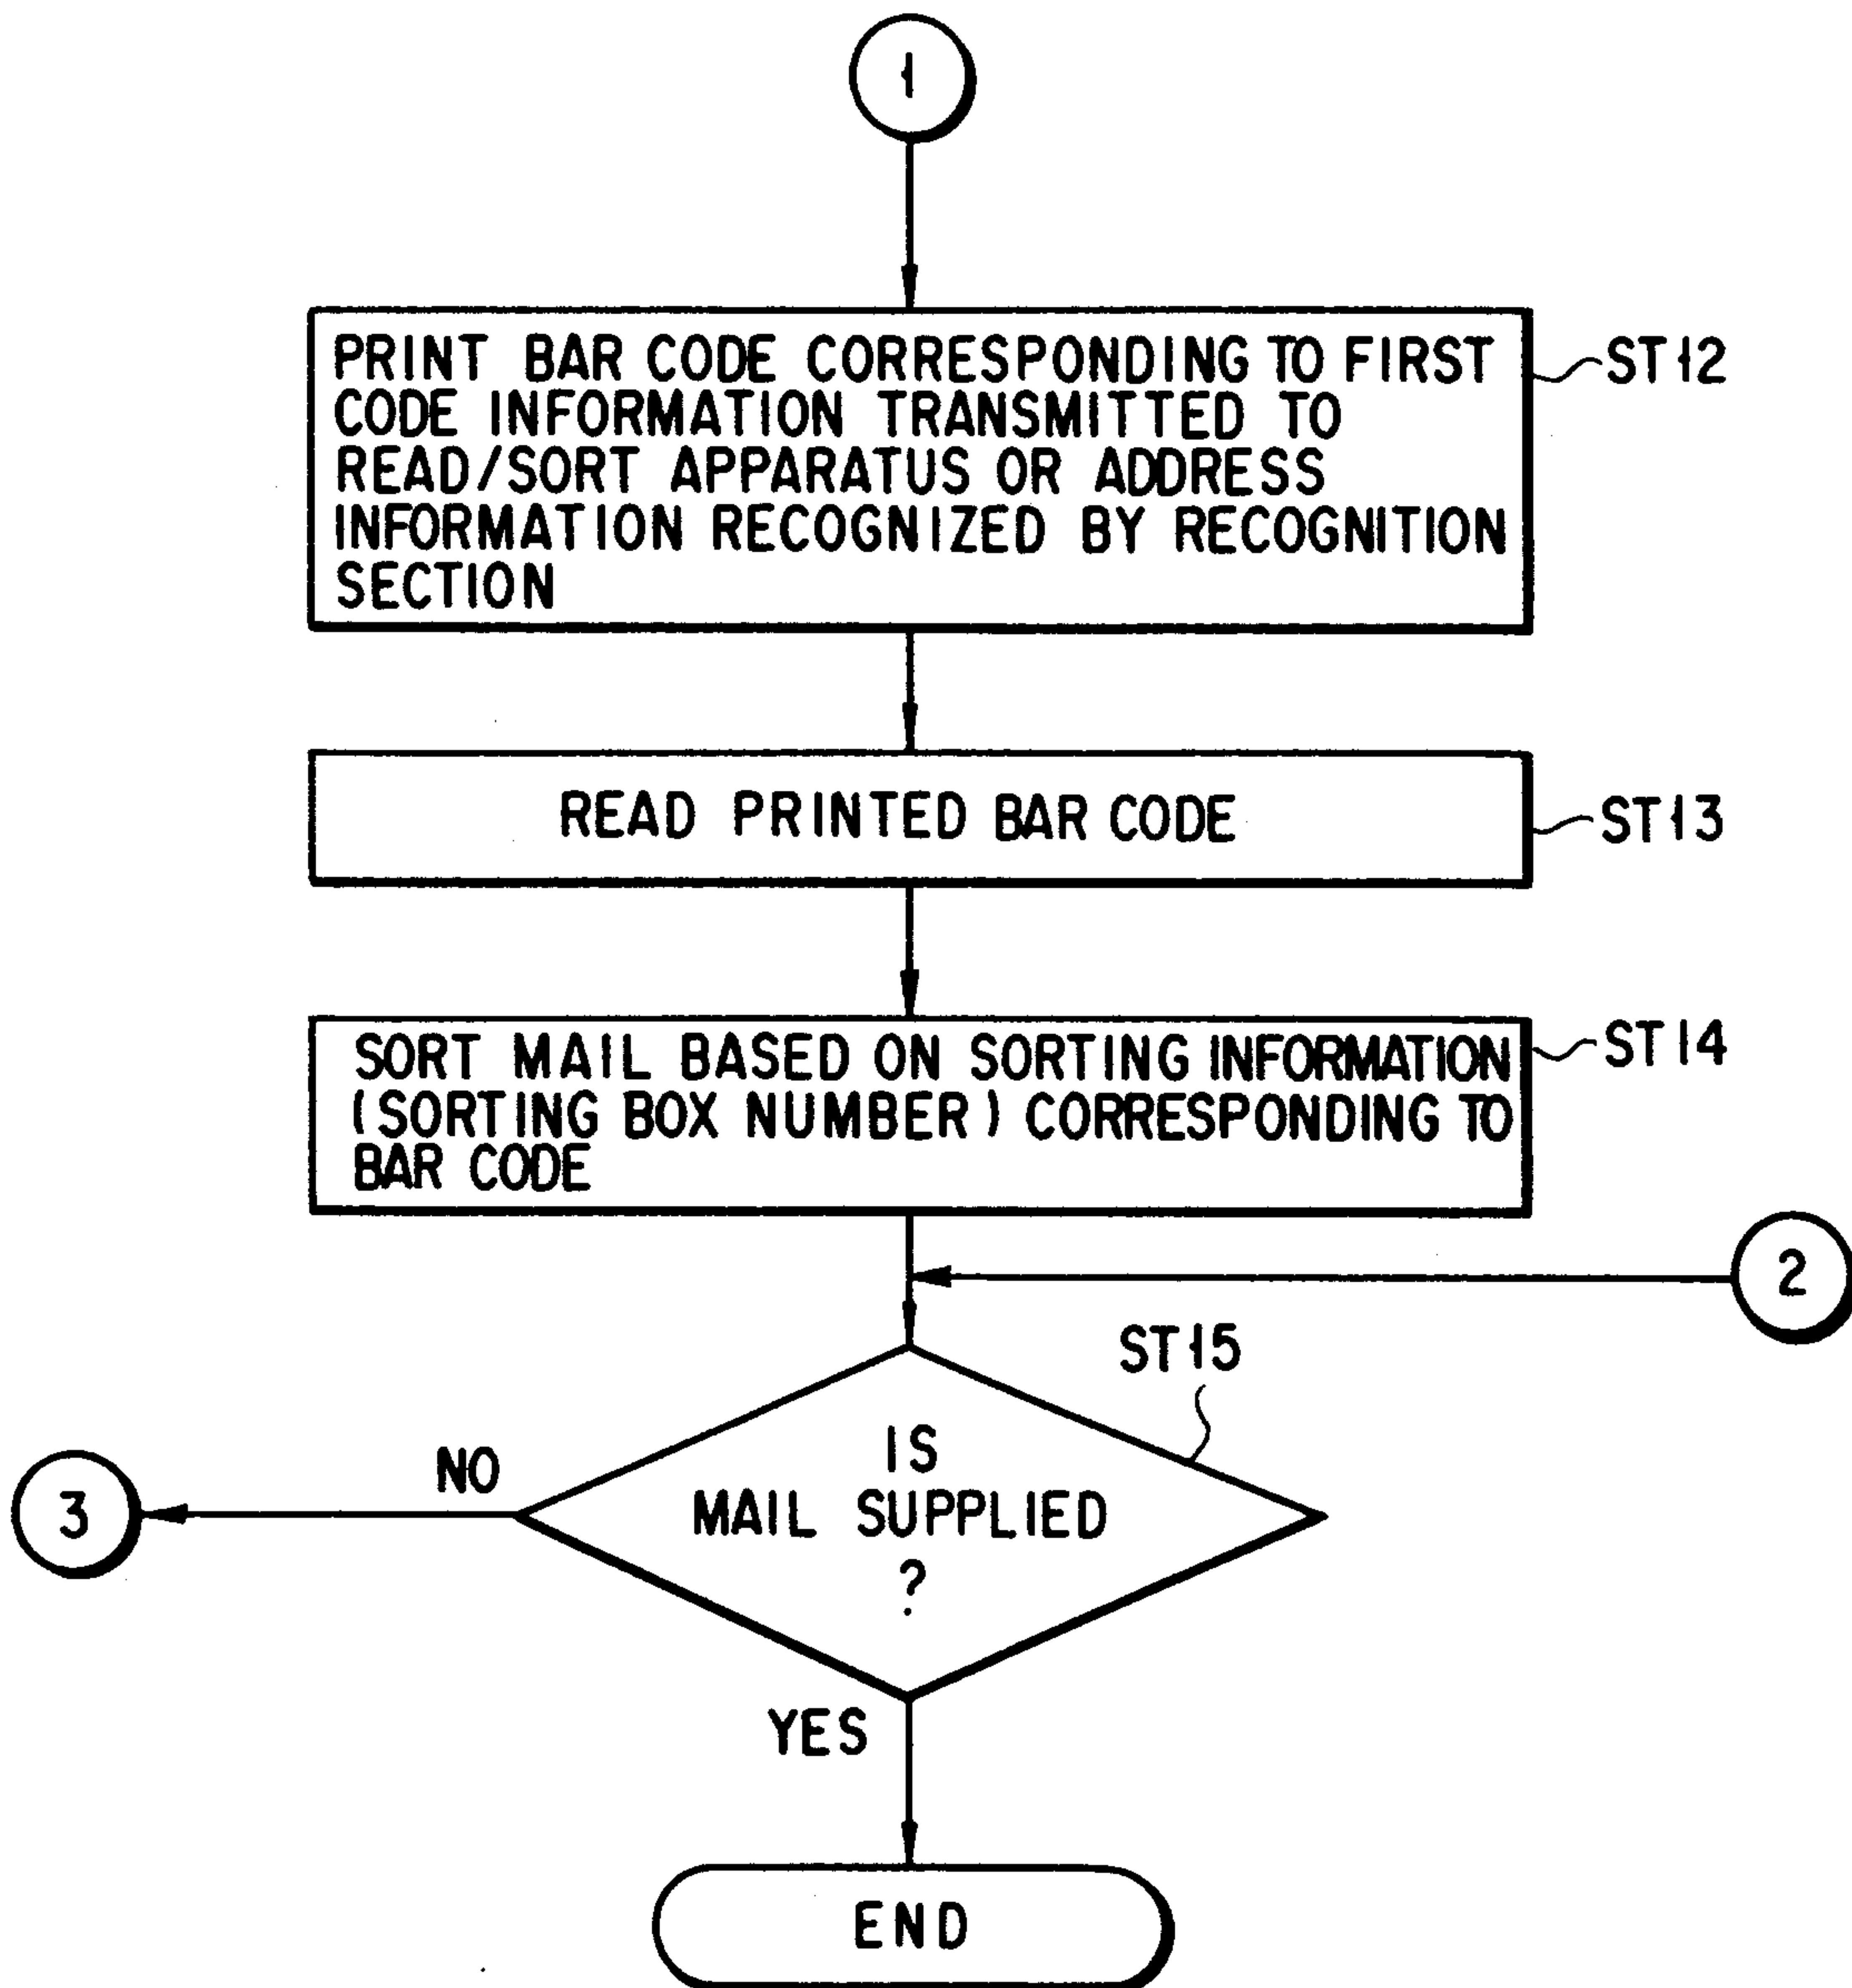 1
PRINT BAR CODE CORRESPONDING TO FIRST
CODE INFORMATION TRANSMITTED TO
READ/SORT APPARATUS OR ADDRESS
INFORMATION RECOGNIZED BY RECOGNITION
SECTION
ST12
READ PRINTED BAR CODE
ST13
SORT MAIL BASED ON SORTING INFORMATION
(SORTING BOX NUMBER) CORRESPONDING TO
BAR CODE
ST14
2
ST15
IS
MAIL SUPPLIED
?
NO
3
YES
END